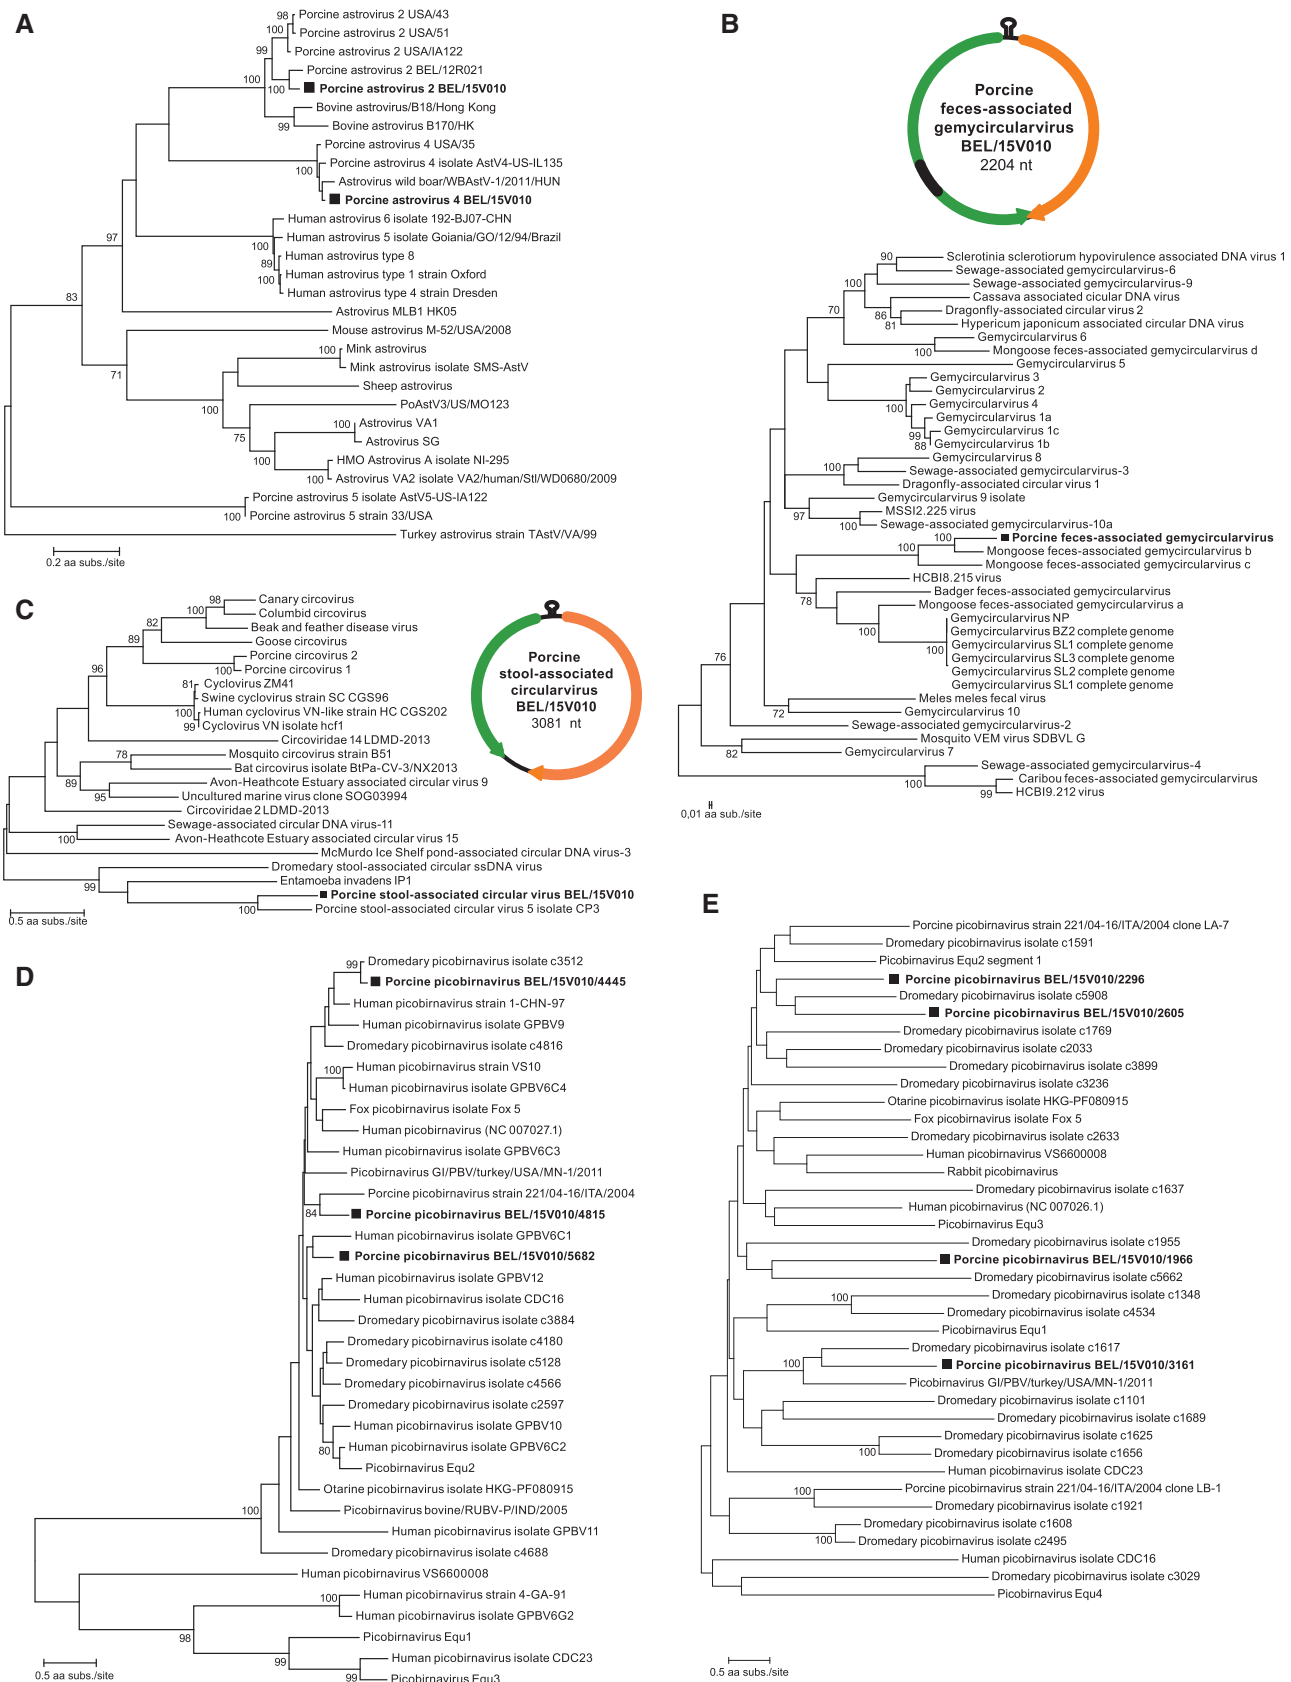 A
98
Porcine astrovirus 2 USA/43
100
Porcine astrovirus 2 USA/51
99
Porcine astrovirus 2 USA/IA122
Porcine astrovirus 2 BEL/12R021
100
100
Porcine astrovirus 2 BEL/15V010
Bovine astrovirus/B18/Hong Kong
99
Bovine astrovirus B170/HK
Porcine astrovirus 4 USA/35
Porcine astrovirus 4 isolate AstV4-US-IL135
100
Astrovirus wild boar/WBAstV-1/2011/HUN
Porcine astrovirus 4 BEL/15V010
Human astrovirus 6 isolate 192-BJ07-CHN
97
Human astrovirus 5 isolate Goiania/GO/12/94/Brazil
100
Human astrovirus type 8
89
Human astrovirus type 1 strain Oxford
100
Human astrovirus type 4 strain Dresden
83
Astrovirus MLB1 HK05
Mouse astrovirus M-52/USA/2008
100
Mink astrovirus
71
Mink astrovirus isolate SMS-AstV
Sheep astrovirus
100
PoAstV3/US/MO123
100
Astrovirus VA1
75
Astrovirus SG
100
HMO Astrovirus A isolate NI-295
100
Astrovirus VA2 isolate VA2/human/Stl/WD0680/2009
Porcine astrovirus 5 isolate AstV5-US-IA122
100
Porcine astrovirus 5 strain 33/USA
Turkey astrovirus strain TAstV/VA/99
0.2 aa subs./site
B
Porcine
feces-associated
gemycircularvirus
BEL/15V010
2204 nt
90
Sclerotinia sclerotiorum hypovirulence associated DNA virus 1
Sewage-associated gemycircularvirus-6
100
Sewage-associated gemycircularvirus-9
Cassava associated cicular DNA virus
70
86
Dragonfly-associated circular virus 2
81
Hypericum japonicum associated circular DNA virus
Gemycircularvirus 6
100
Mongoose feces-associated gemycircularvirus d
Gemycircularvirus 5
Gemycircularvirus 3
Gemycircularvirus 2
100
Gemycircularvirus 4
Gemycircularvirus 1a
99
Gemycircularvirus 1c
88
Gemycircularvirus 1b
Gemycircularvirus 8
100
Sewage-associated gemycircularvirus-3
Dragonfly-associated circular virus 1
Gemycircularvirus 9 isolate
97
MSSI2.225 virus
100
Sewage-associated gemycircularvirus-10a
100
Porcine feces-associated gemycircularvirus
100
Mongoose feces-associated gemycircularvirus b
Mongoose feces-associated gemycircularvirus c
HCBI8.215 virus
Badger feces-associated gemycircularvirus
78
Mongoose feces-associated gemycircularvirus a
Gemycircularvirus NP
100
Gemycircularvirus BZ2 complete genome
100
Gemycircularvirus SL1 complete genome
Gemycircularvirus SL3 complete genome
76
Gemycircularvirus SL2 complete genome
Gemycircularvirus SL1 complete genome
Meles meles fecal virus
72
Gemycircularvirus 10
Sewage-associated gemycircularvirus-2
Mosquito VEM virus SDBVL G
82
Gemycircularvirus 7
Sewage-associated gemycircularvirus-4
100
Caribou feces-associated gemycircularvirus
99
HCBI9.212 virus
0,01 aa sub./site
C
98
Canary circovirus
100
Columbid circovirus
82
Beak and feather disease virus
89
Goose circovirus
Porcine circovirus 2
96
100
Porcine circovirus 1
81
Cyclovirus ZM41
Swine cyclovirus strain SC CGS96
100
Human cyclovirus VN-like strain HC CGS202
99
Cyclovirus VN isolate hcf1
Circoviridae 14 LDMD-2013
78
Mosquito circovirus strain B51
Bat circovirus isolate BtPa-CV-3/NX2013
89
Avon-Heathcote Estuary associated circular virus 9
95
Uncultured marine virus clone SOG03994
Circoviridae 2 LDMD-2013
Sewage-associated circular DNA virus-11
100
Avon-Heathcote Estuary associated circular virus 15
McMurdo Ice Shelf pond-associated circular DNA virus-3
Dromedary stool-associated circular ssDNA virus
99
Entamoeba invadens IP1
Porcine stool-associated circular virus BEL/15V010
100
Porcine stool-associated circular virus 5 isolate CP3
0.5 aa subs./site
Porcine
stool-associated
circularvirus
BEL/15V010
3081 nt
D
99
Dromedary picobirnavirus isolate c3512
Porcine picobirnavirus BEL/15V010/4445
Human picobirnavirus strain 1-CHN-97
Human picobirnavirus isolate GPBV9
Dromedary picobirnavirus isolate c4816
Human picobirnavirus strain VS10
100
Human picobirnavirus isolate GPBV6C4
Fox picobirnavirus isolate Fox 5
Human picobirnavirus (NC 007027.1)
Human picobirnavirus isolate GPBV6C3
Picobirnavirus GI/PBV/turkey/USA/MN-1/2011
Porcine picobirnavirus strain 221/04-16/ITA/2004
84
Porcine picobirnavirus BEL/15V010/4815
Human picobirnavirus isolate GPBV6C1
Porcine picobirnavirus BEL/15V010/5682
Human picobirnavirus isolate GPBV12
Human picobirnavirus isolate CDC16
Dromedary picobirnavirus isolate c3884
Dromedary picobirnavirus isolate c4180
Dromedary picobirnavirus isolate c5128
Dromedary picobirnavirus isolate c4566
Dromedary picobirnavirus isolate c2597
Human picobirnavirus isolate GPBV10
80
Human picobirnavirus isolate GPBV6C2
Picobirnavirus Equ2
Otarine picobirnavirus isolate HKG-PF080915
100
Picobirnavirus bovine/RUBV-P/IND/2005
Human picobirnavirus isolate GPBV11
Dromedary picobirnavirus isolate c4688
Human picobirnavirus VS6600008
100
Human picobirnavirus strain 4-GA-91
Human picobirnavirus isolate GPBV6G2
98
Picobirnavirus Equ1
99
Human picobirnavirus isolate CDC23
99
Picobirnavirus Equ3
0.5 aa subs./site
E
Porcine picobirnavirus strain 221/04-16/ITA/2004 clone LA-7
Dromedary picobirnavirus isolate c1591
Picobirnavirus Equ2 segment 1
Porcine picobirnavirus BEL/15V010/2296
Dromedary picobirnavirus isolate c5908
Porcine picobirnavirus BEL/15V010/2605
Dromedary picobirnavirus isolate c1769
Dromedary picobirnavirus isolate c2033
Dromedary picobirnavirus isolate c3899
Dromedary picobirnavirus isolate c3236
Otarine picobirnavirus isolate HKG-PF080915
Fox picobirnavirus isolate Fox 5
Dromedary picobirnavirus isolate c2633
Human picobirnavirus VS6600008
Rabbit picobirnavirus
Dromedary picobirnavirus isolate c1637
Human picobirnavirus (NC 007026.1)
Picobirnavirus Equ3
Dromedary picobirnavirus isolate c1955
Porcine picobirnavirus BEL/15V010/1966
Dromedary picobirnavirus isolate c5662
100
Dromedary picobirnavirus isolate c1348
Dromedary picobirnavirus isolate c4534
Picobirnavirus Equ1
Dromedary picobirnavirus isolate c1617
100
Porcine picobirnavirus BEL/15V010/3161
Picobirnavirus GI/PBV/turkey/USA/MN-1/2011
Dromedary picobirnavirus isolate c1101
Dromedary picobirnavirus isolate c1689
Dromedary picobirnavirus isolate c1625
100
Dromedary picobirnavirus isolate c1656
Human picobirnavirus isolate CDC23
100
Porcine picobirnavirus strain 221/04-16/ITA/2004 clone LB-1
Dromedary picobirnavirus isolate c1921
Dromedary picobirnavirus isolate c1608
100
Dromedary picobirnavirus isolate c2495
Human picobirnavirus isolate CDC16
Dromedary picobirnavirus isolate c3029
Picobirnavirus Equ4
0.5 aa subs./site